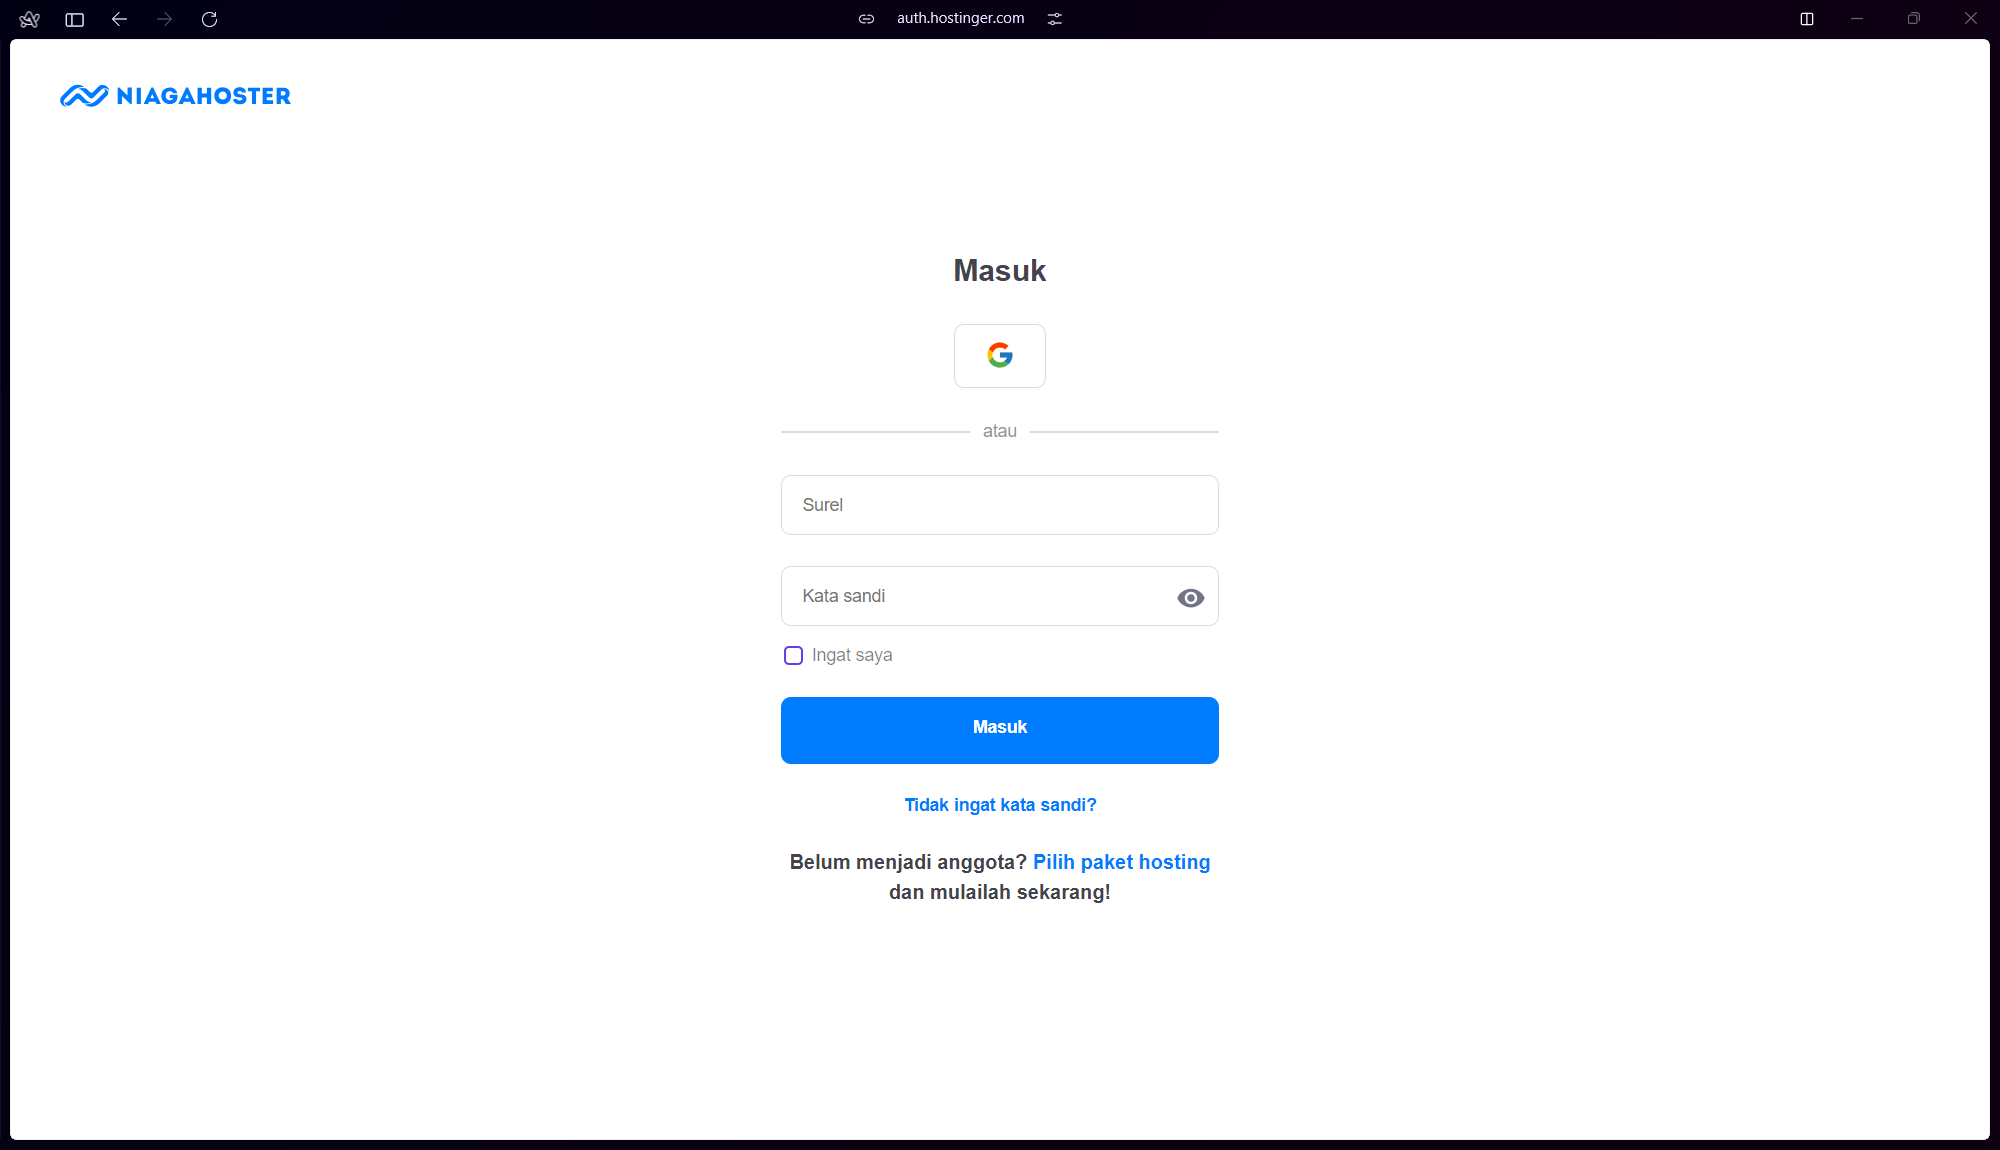 auth.hostinger.com
NIAGAHOSTER
Masuk
atau
Surel
Kata sandi
Ingat saya
Masuk
Tidak ingat kata sandi?
Belum menjadi anggota? Pilih paket hosting
dan mulailah sekarang!